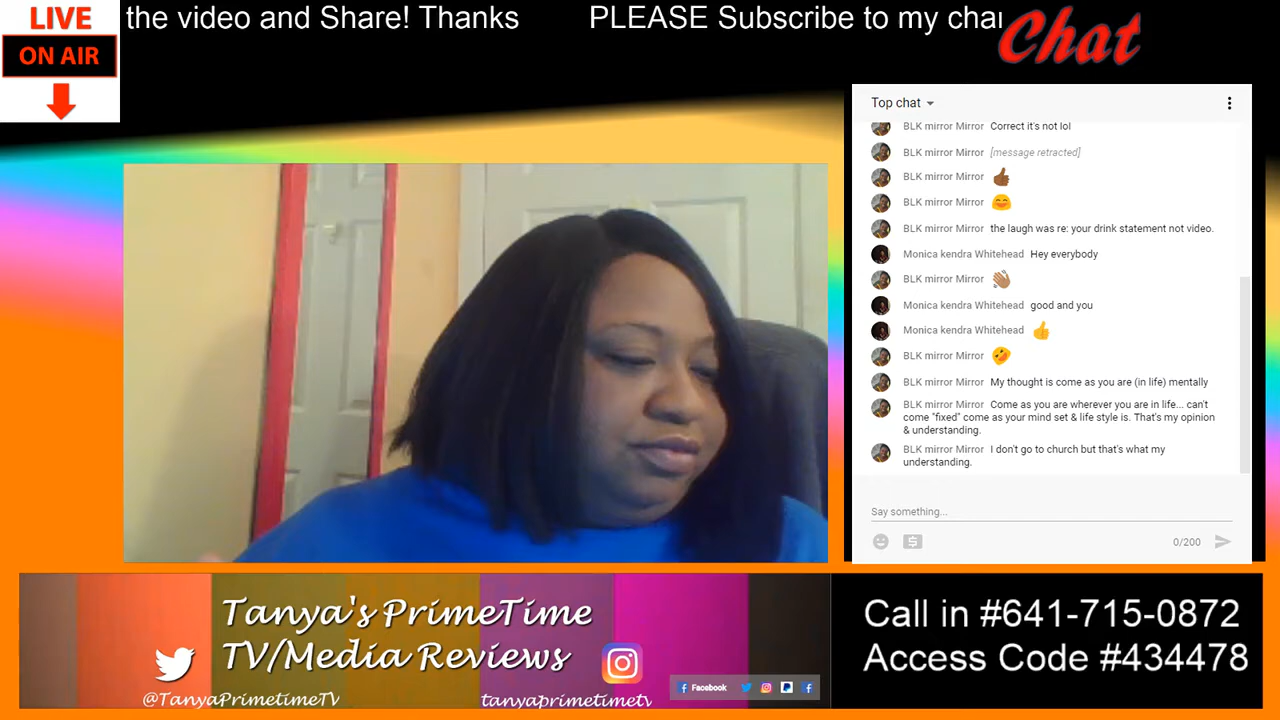 LIVE
ON AIR
the video and Share! Thanks PLEASE Subscribe to my chan
Chat
Top chat
BLK mirror Mirror Correct it's not lol
BLK mirror Mirror [message retracted]
BLK mirror Mirror
BLK mirror Mirror
BLK mirror Mirror the laugh was re: your drink statement not video.
Monica kendra Whitehead Hey everybody
BLK mirror Mirror
Monica kendra Whitehead good and you
Monica kendra Whitehead
BLK mirror Mirror
BLK mirror Mirror My thought is come as you are (in life) mentally
BLK mirror Mirror Come as you are wherever you are in life... can't
come "fixed" come as your mind set & life style is. That's my opinion
& understanding.
BLK mirror Mirror I don't go to church but that's what my
understanding.
Say something...
0/200
Tanya's PrimeTime
TV/Media Reviews
@TanyaPrimetimeTV
tanyaprimetimetv
Facebook
Call in #641-715-0872
Access Code #434478